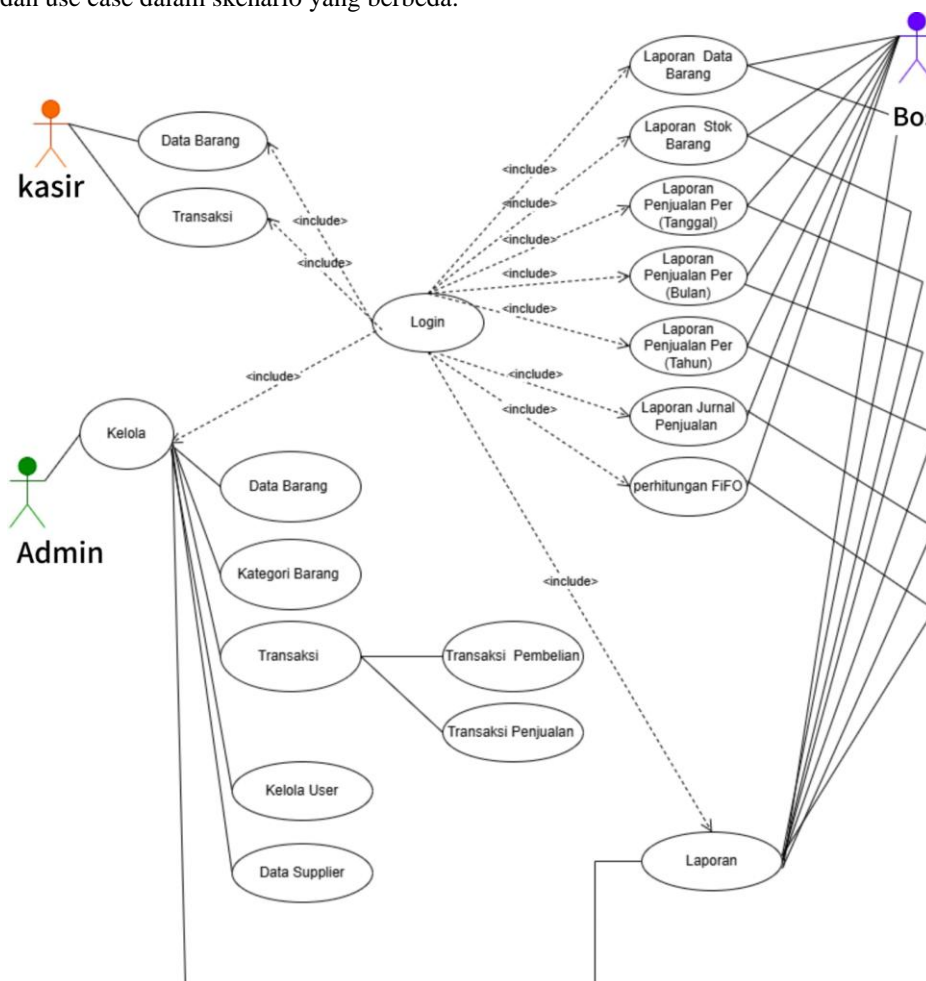 dan use case dalam skenario yang berbeda.
Laporan Data
Barang
Bos
Laporan Stok
Barang
Data Barang
kasir
<include>
Transaksi
<include>
Laporan
Penjualan Per
(Tanggal)
<include>
<include>
<include>
Laporan
Penjualan Per
(Bulan)
<include>
Login
<include>
Laporan
Penjualan Per
(Tahun)
<include>
<include>
Laporan Jurnal
Penjualan
<include>
Kelola
perhitungan FiFO
Data Barang
Admin
Kategori Barang
<include>
Transaksi
Transaksi Pembelian
Transaksi Penjualan
Kelola User
Data Supplier
Laporan